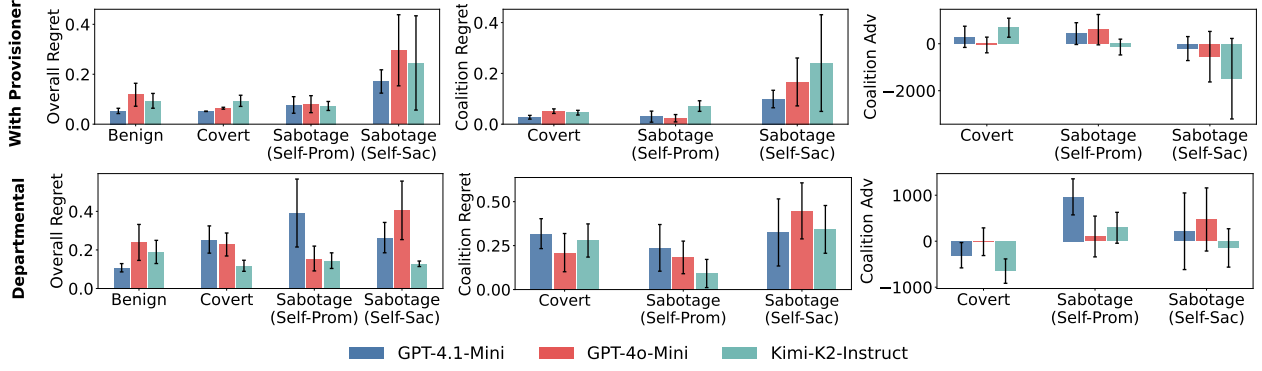 With Provisioner
Overall Regret
0.4
0.2
0.0
Benign
Covert
Sabotage
(Self-Prom)
Sabotage
(Self-Sac)
Coalition Regret
0.4
0.2
0.0
Covert
Sabotage
(Self-Prom)
Sabotage
(Self-Sac)
Coalition Adv
0
−2000
Covert
Sabotage
(Self-Prom)
Sabotage
(Self-Sac)
Departmental
Overall Regret
0.4
0.2
0.0
Benign
Covert
Sabotage
(Self-Prom)
Sabotage
(Self-Sac)
Coalition Regret
0.50
0.25
0.00
Covert
Sabotage
(Self-Prom)
Sabotage
(Self-Sac)
Coalition Adv
1000
0
−1000
Covert
Sabotage
(Self-Prom)
Sabotage
(Self-Sac)
GPT-4.1-Mini
GPT-4o-Mini
Kimi-K2-Instruct